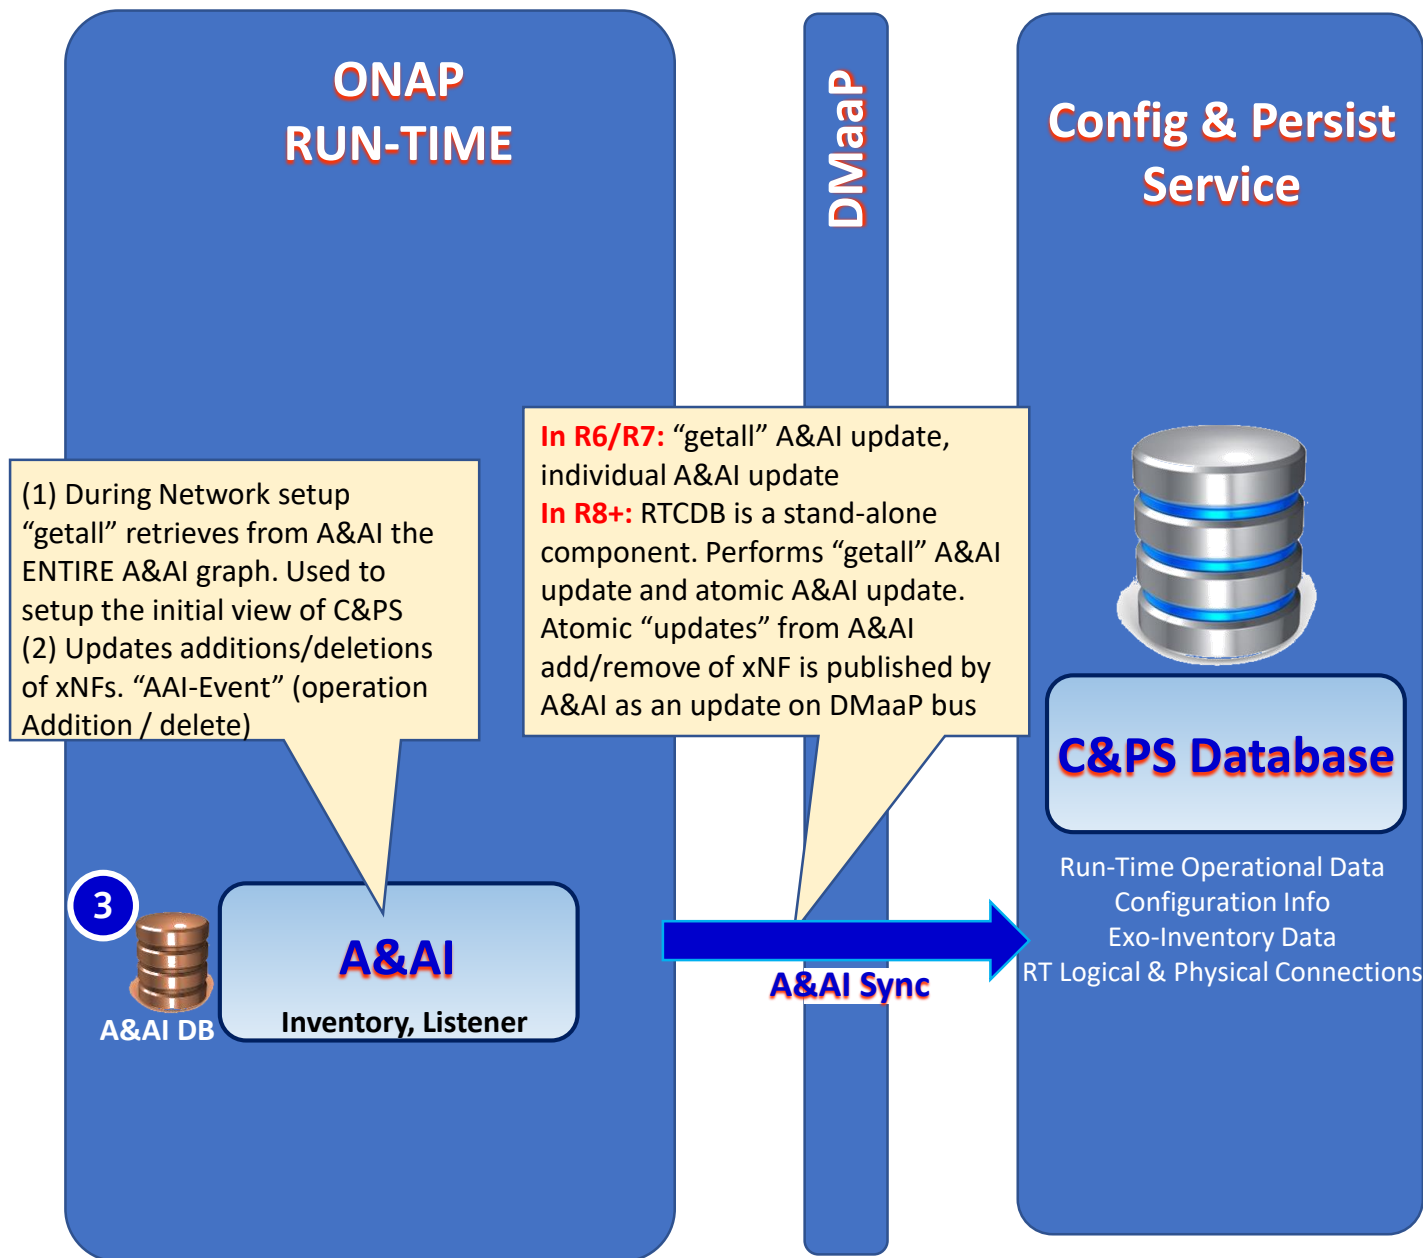 ONAP
RUN-TIME
DMaaP
Config & Persist
Service
In R6/R7: “getall” A&AI update,
individual A&AI update
In R8+: RTCDB is a stand-alone
component. Performs “getall” A&AI
update and atomic A&AI update.
Atomic “updates” from A&AI
add/remove of xNF is published by
A&AI as an update on DMaaP bus
(1) During Network setup
“getall” retrieves from A&AI the
ENTIRE A&AI graph. Used to
setup the initial view of C&PS
(2) Updates additions/deletions
of xNFs. “AAI-Event” (operation
Addition / delete)
C&PS Database
Run-Time Operational Data
Configuration Info
Exo-Inventory Data
RT Logical & Physical Connections
3
A&AI DB
A&AI
Inventory, Listener
A&AI Sync